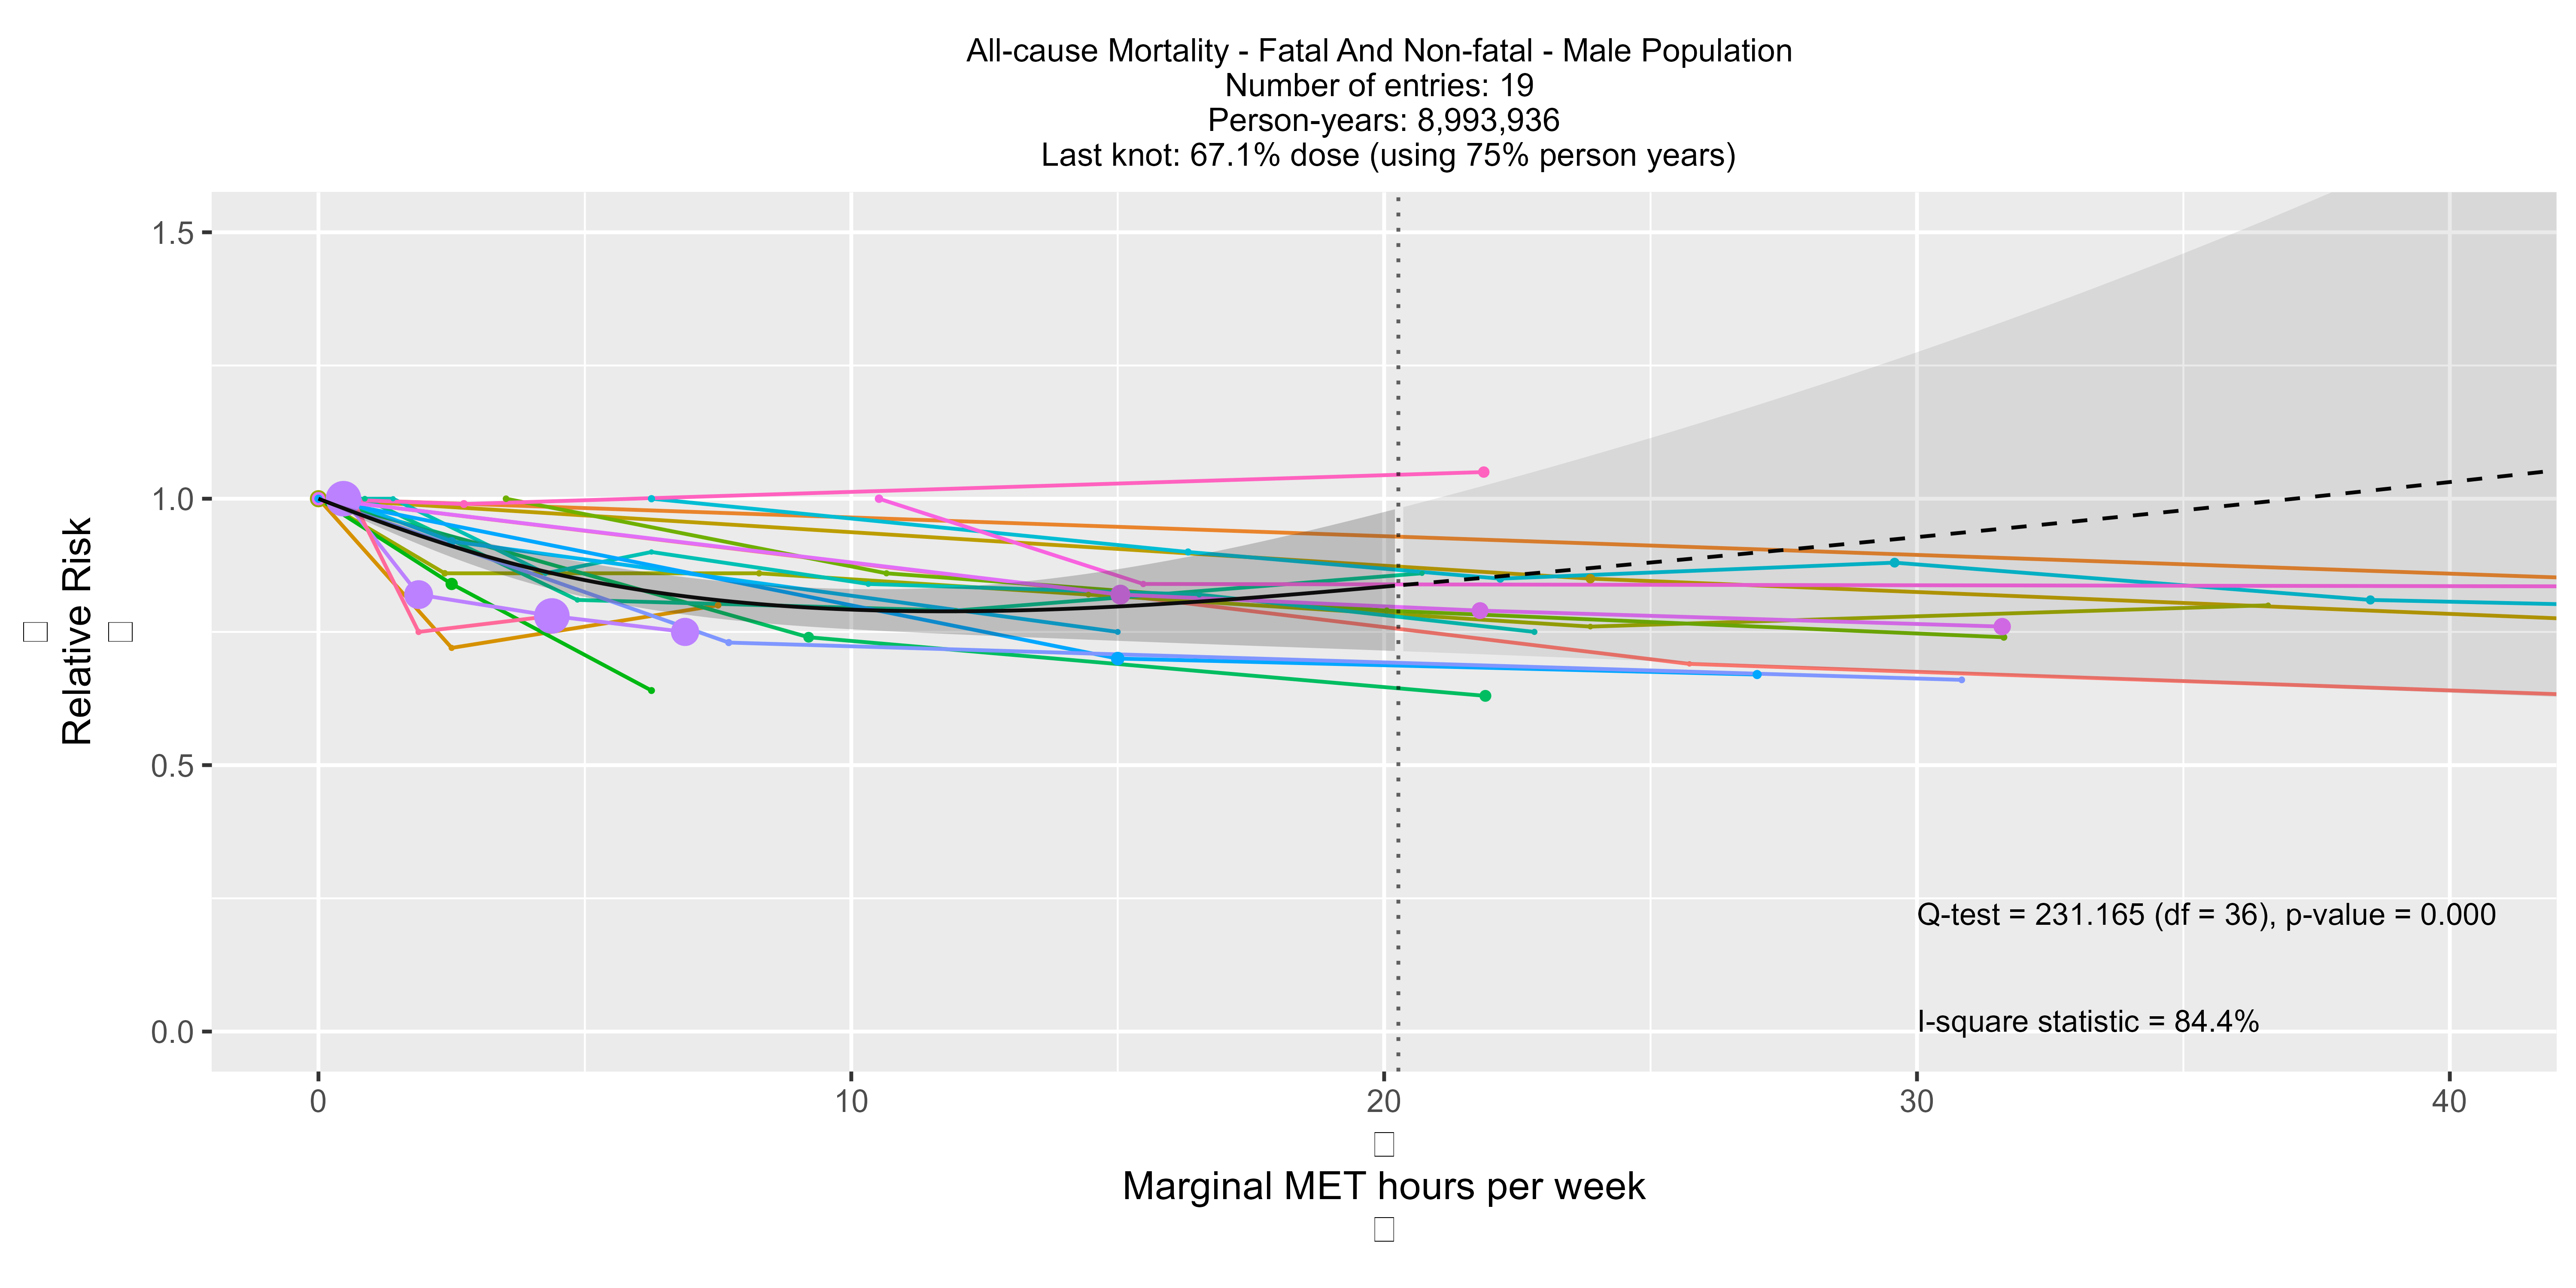 All-cause Mortality - Fatal And Non-fatal - Male Population
Number of entries: 19
Person-years: 8,993,936
Last knot: 67.1% dose (using 75% person years)
1.5
1.0
0.5
0.0
Relative Risk
Q-test = 231.165 (df = 36), p-value = 0.000
I-square statistic = 84.4%
0 10 20 30 40
Marginal MET hours per week